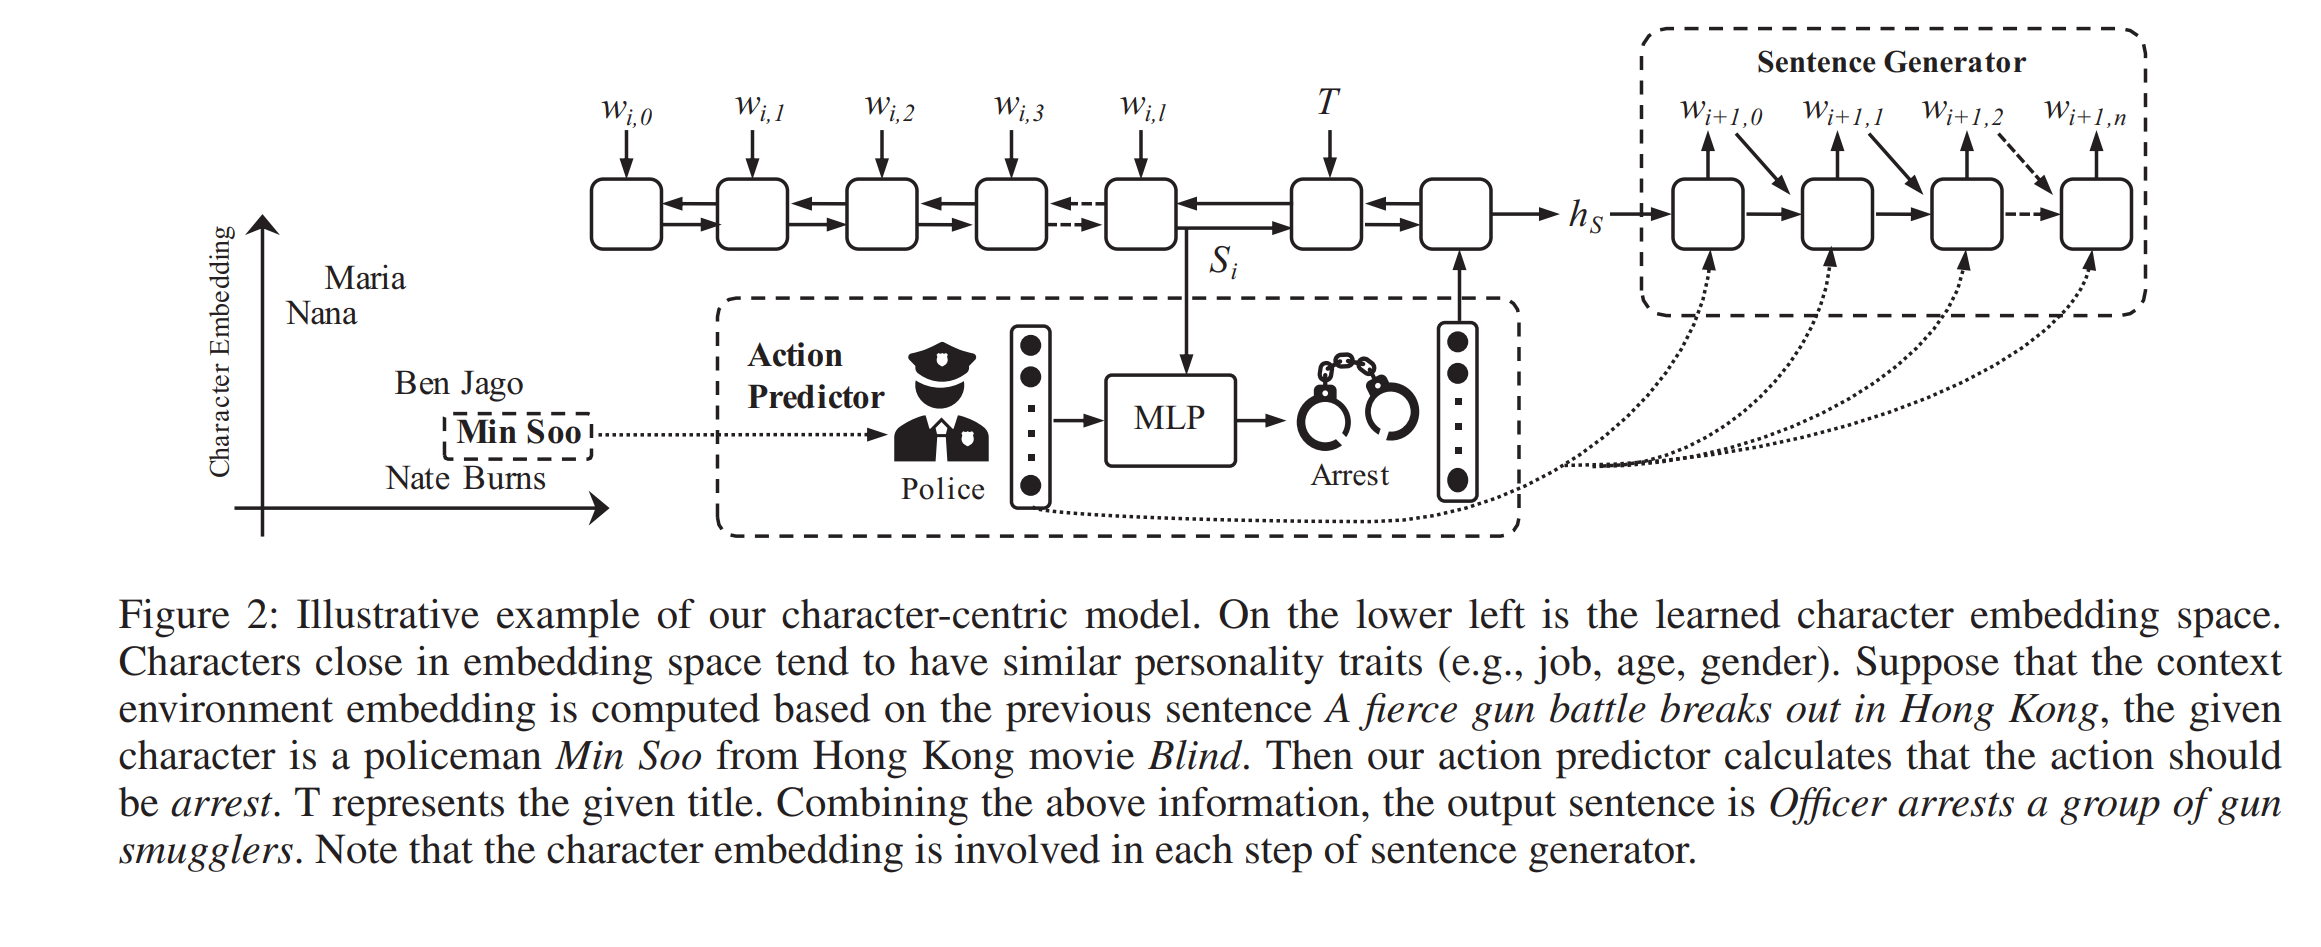 Sentence Generator
w_{i,0} w_{i,1} w_{i,2} w_{i,3} w_{i,l} T w_{i+1,0} w_{i+1,1} w_{i+1,2} w_{i+1,n}
h_S
S_i
Character Embedding
Maria
Nana
Ben Jago
Min Soo
Nate Burns
Action
Predictor
Police
MLP
Arrest
Figure 2: Illustrative example of our character-centric model. On the lower left is the learned character embedding space.
Characters close in embedding space tend to have similar personality traits (e.g., job, age, gender). Suppose that the context
environment embedding is computed based on the previous sentence A fierce gun battle breaks out in Hong Kong, the given
character is a policeman Min Soo from Hong Kong movie Blind. Then our action predictor calculates that the action should
be arrest. T represents the given title. Combining the above information, the output sentence is Officer arrests a group of gun
smugglers. Note that the character embedding is involved in each step of sentence generator.